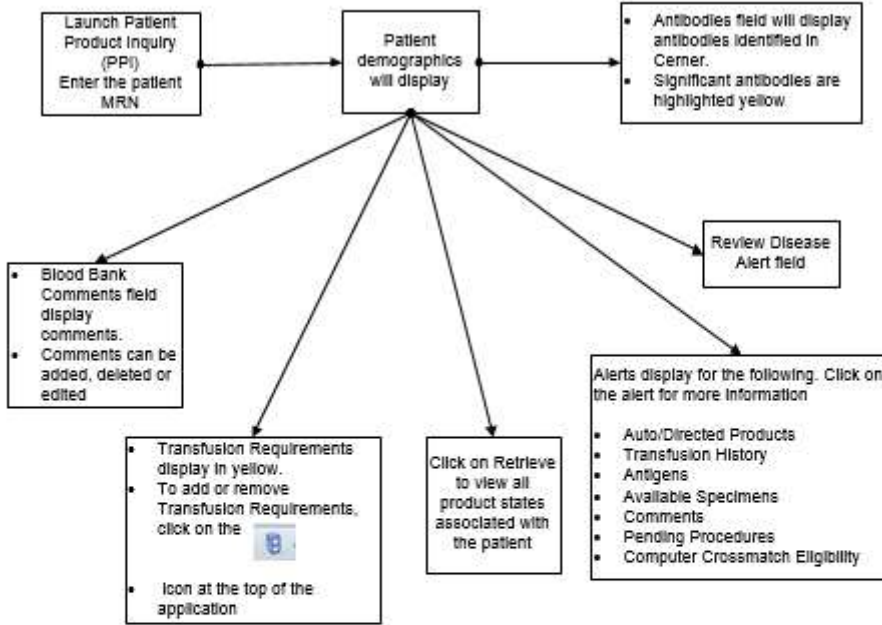 Launch Patient
Product Inquiry
(PPI)
Enter the patient
MRN
Patient
demographics
will display
• Antibodies field will display
antibodies identified in
Cerner.
• Significant antibodies are
highlighted yellow
Review Disease
Alert field
• Blood Bank
Comments field
display
comments.
• Comments can be
added, deleted or
edited
• Transfusion Requirements
display in yellow.
• To add or remove
Transfusion Requirements,
click on the
• Icon at the top of the
application
Click on Retrieve
to view all
product states
associated with
the patient
Alerts display for the following. Click on
the alert for more information
• Auto/Directed Products
• Transfusion History
• Antigens
• Available Specimens
• Comments
• Pending Procedures
• Computer Crossmatch Eligibility